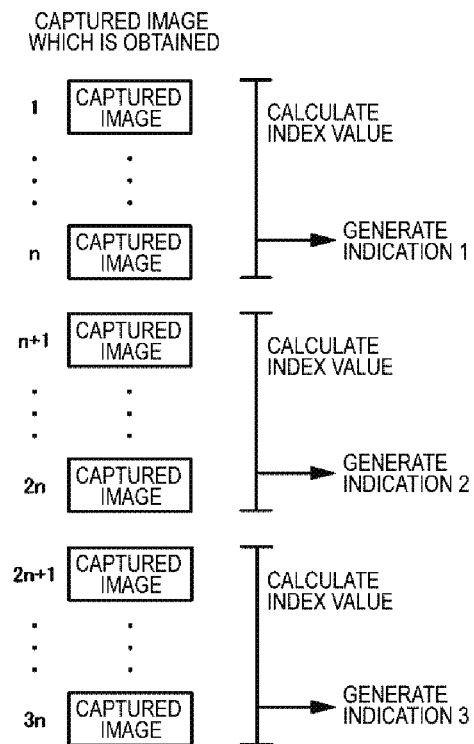 CAPTURED IMAGE
WHICH IS OBTAINED
1
CAPTURED
IMAGE
CALCULATE
INDEX VALUE
n
CAPTURED
IMAGE
GENERATE
INDICATION 1
n+1
CAPTURED
IMAGE
CALCULATE
INDEX VALUE
2n
CAPTURED
IMAGE
GENERATE
INDICATION 2
2n+1
CAPTURED
IMAGE
CALCULATE
INDEX VALUE
3n
CAPTURED
IMAGE
GENERATE
INDICATION 3